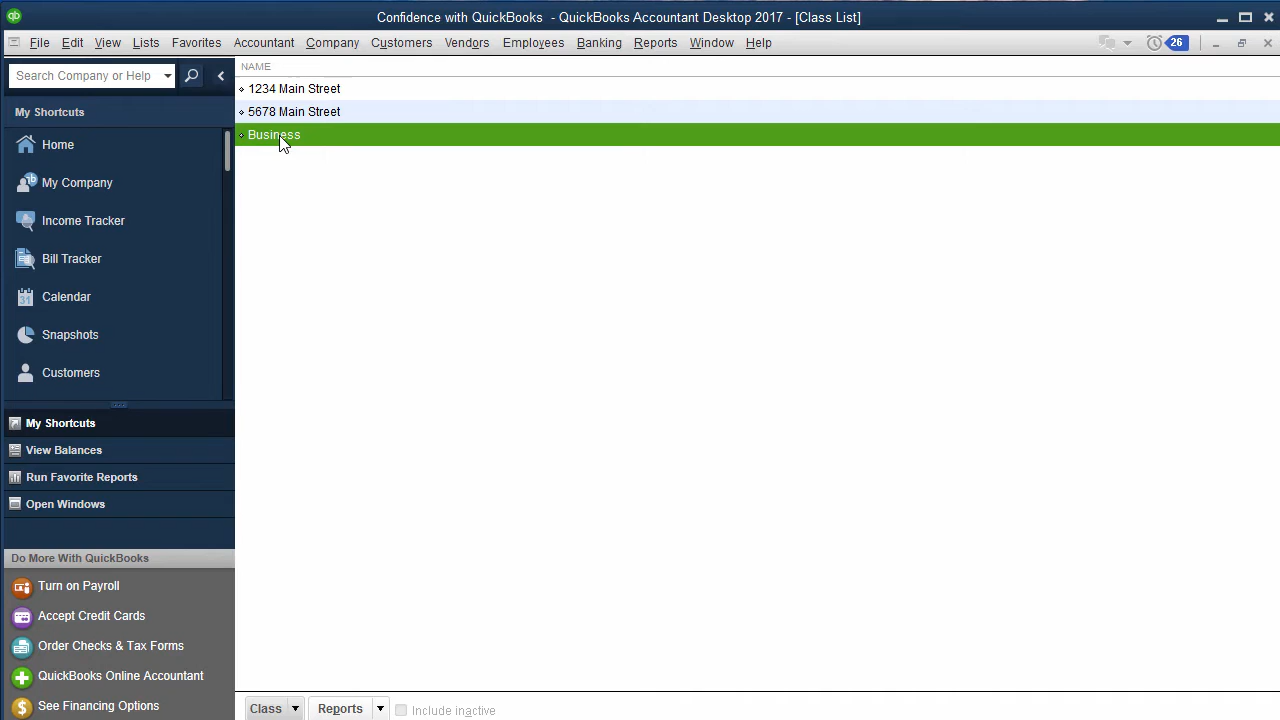 qb
Confidence with QuickBooks - QuickBooks Accountant Desktop 2017 - [Class List]
File Edit View Lists Favorites Accountant Company Customers Vendors Employees Banking Reports Window Help 26
Search Company or Help
My Shortcuts
Home
My Company
Income Tracker
Bill Tracker
31 Calendar
Snapshots
Customers
My Shortcuts
View Balances
Run Favorite Reports
Open Windows
Do More With QuickBooks
Turn on Payroll
Accept Credit Cards
Order Checks & Tax Forms
QuickBooks Online Accountant
$ See Financing Options
NAME
1234 Main Street
5678 Main Street
Business
Class Reports Include inactive